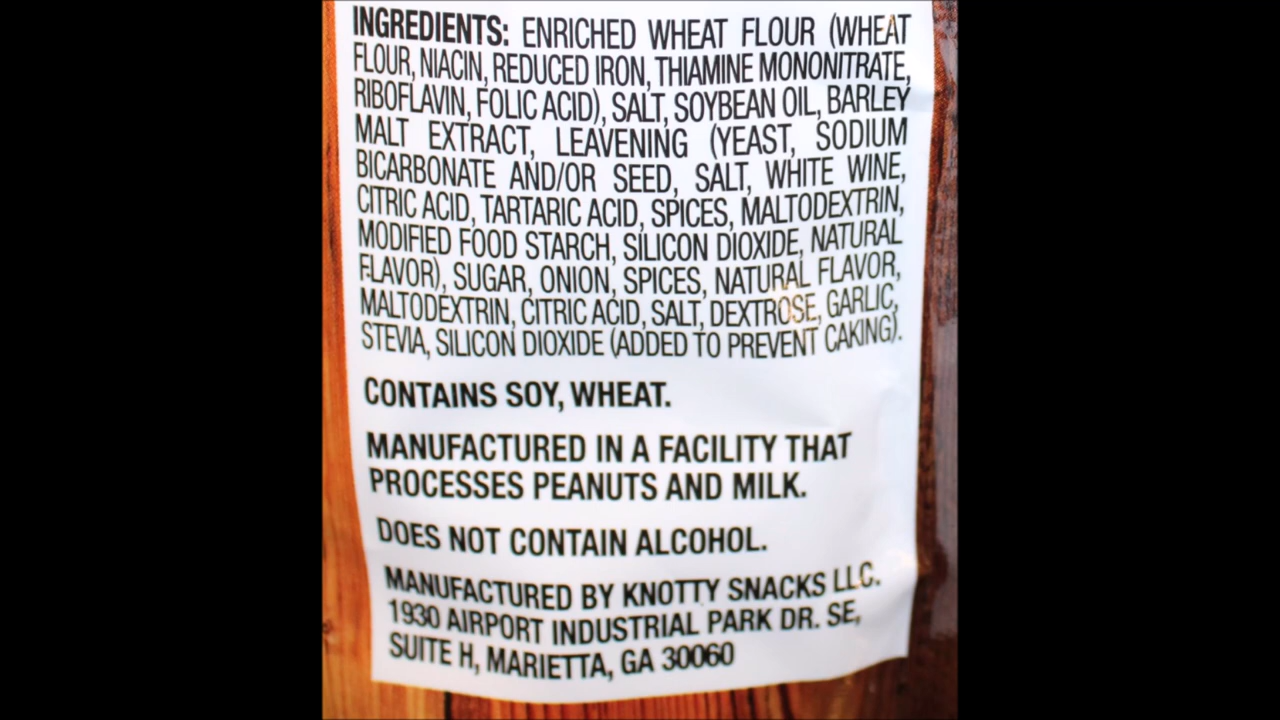 INGREDIENTS: ENRICHED WHEAT FLOUR (WHEAT
FLOUR, NIACIN, REDUCED IRON, THIAMINE MONONITRATE,
RIBOFLAVIN, FOLIC ACID), SALT, SOYBEAN OIL, BARLEY
MALT EXTRACT, LEAVENING (YEAST, SODIUM
BICARBONATE AND/OR SEED, SALT, WHITE WINE,
CITRIC ACID, TARTARIC ACID, SPICES, MALTODEXTRIN,
MODIFIED FOOD STARCH, SILICON DIOXIDE, NATURAL
FLAVOR), SUGAR, ONION, SPICES, NATURAL FLAVOR,
MALTODEXTRIN, CITRIC ACID, SALT, DEXTROSE, GARLIC,
STEVIA, SILICON DIOXIDE (ADDED TO PREVENT CAKING).
CONTAINS SOY, WHEAT.
MANUFACTURED IN A FACILITY THAT
PROCESSES PEANUTS AND MILK.
DOES NOT CONTAIN ALCOHOL.
MANUFACTURED BY KNOTTY SNACKS LLC.
1930 AIRPORT INDUSTRIAL PARK DR. SE,
SUITE H, MARIETTA, GA 30060